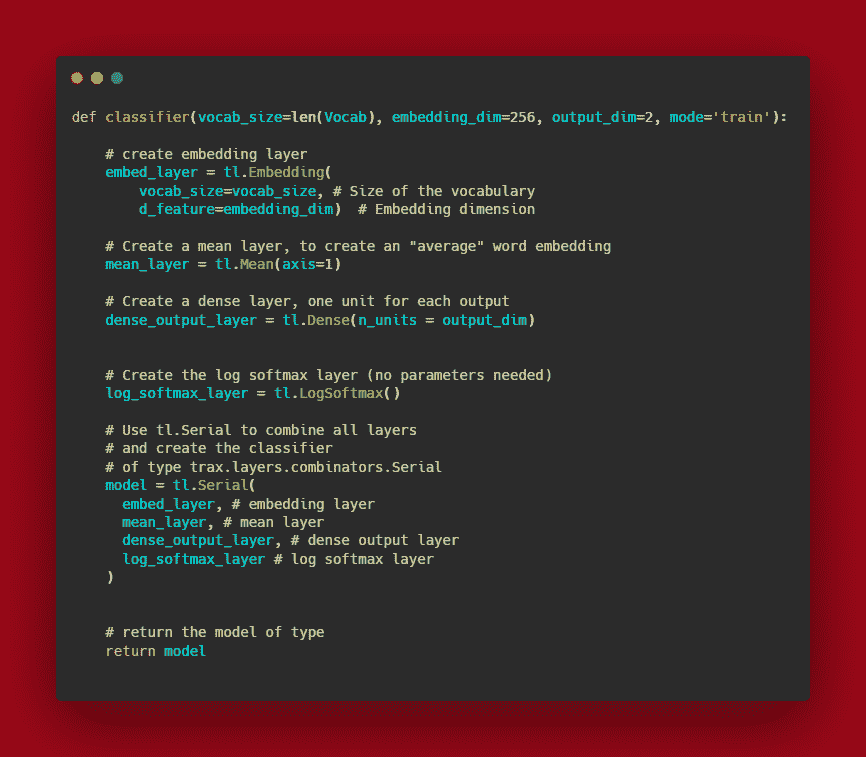 def classifier(vocab_size=len(Vocab), embedding_dim=256, output_dim=2, mode='train'):
# create embedding layer
embed_layer = tl.Embedding(
vocab_size=vocab_size, # Size of the vocabulary
d_feature=embedding_dim)  # Embedding dimension
# Create a mean layer, to create an "average" word embedding
mean_layer = tl.Mean(axis=1)
# Create a dense layer, one unit for each output
dense_output_layer = tl.Dense(n_units = output_dim)
# Create the log softmax layer (no parameters needed)
log_softmax_layer = tl.LogSoftmax()
# Use tl.Serial to combine all layers
# and create the classifier
# of type trax.layers.combinators.Serial
model = tl.Serial(
embed_layer, # embedding layer
mean_layer, # mean layer
dense_output_layer, # dense output layer
log_softmax_layer # log softmax layer
)
# return the model of type
return model